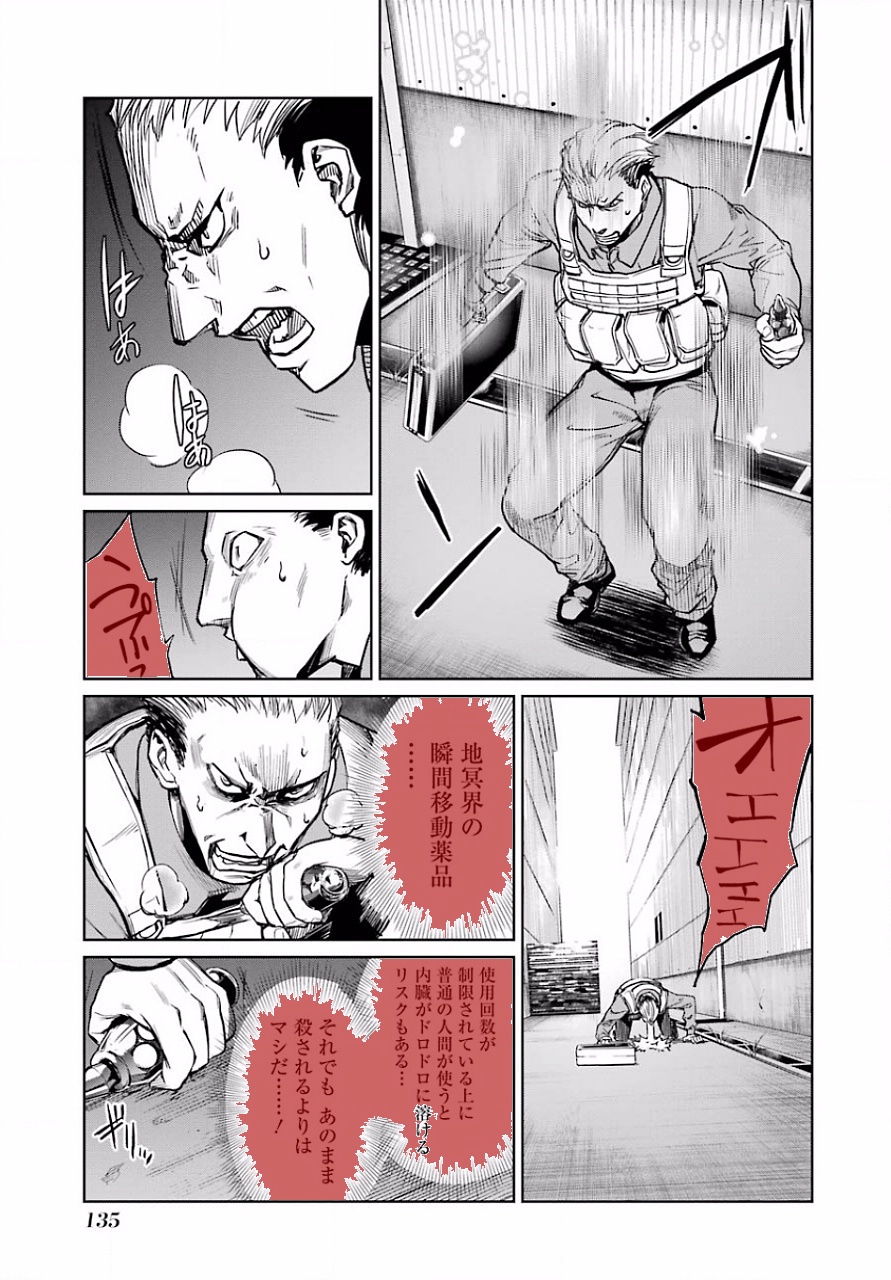 はぁ
はぁ
うプッ
オエエエエ
地冥界の
瞬間移動薬品
……
使用回数が
制限されている上に
普通の人間が使うと
内臓がドロドロに溶ける
リスクもある…
それでも あのまま
殺されるよりは
マシだ……！
ギリッ
135